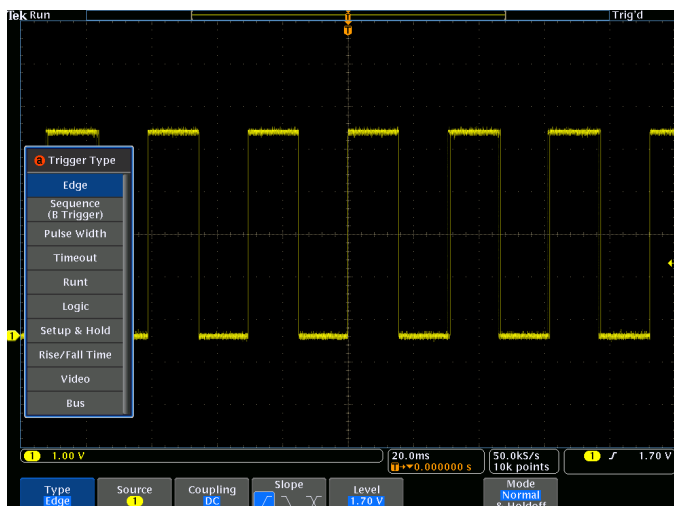 Tek Run
Trig'd
T
T
a Trigger Type
Edge
Sequence
(B Trigger)
Pulse Width
Timeout
Runt
Logic
Setup & Hold
Rise/Fall Time
Video
Bus
1
1 1.00 V
20.0ms
T→▼0.000000 s
50.0kS/s
10k points
1 1.70 V
Type
Edge
Source
1
Coupling
DC
Slope
Level
1.70 V
Mode
Normal
& Holdoff